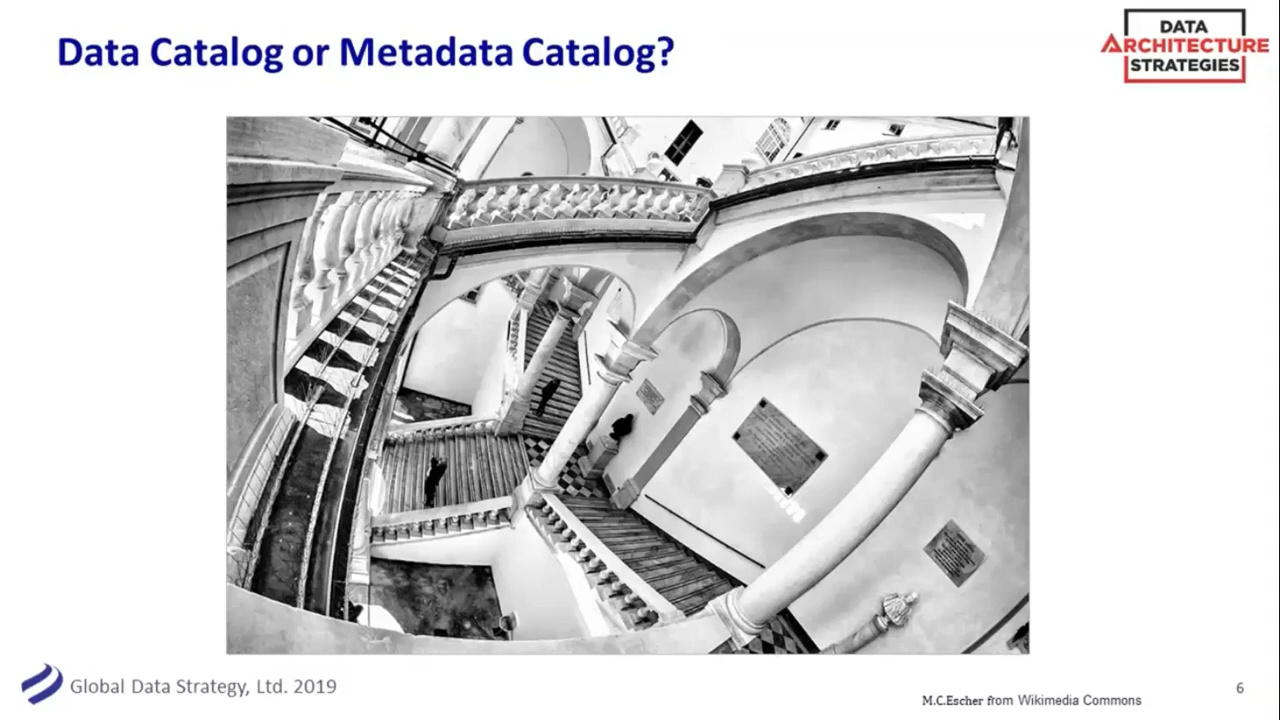 Data Catalog or Metadata Catalog?
DATA
ARCHITECTURE
STRATEGIES
Global Data Strategy, Ltd. 2019
M.C.Escher from Wikimedia Commons
6